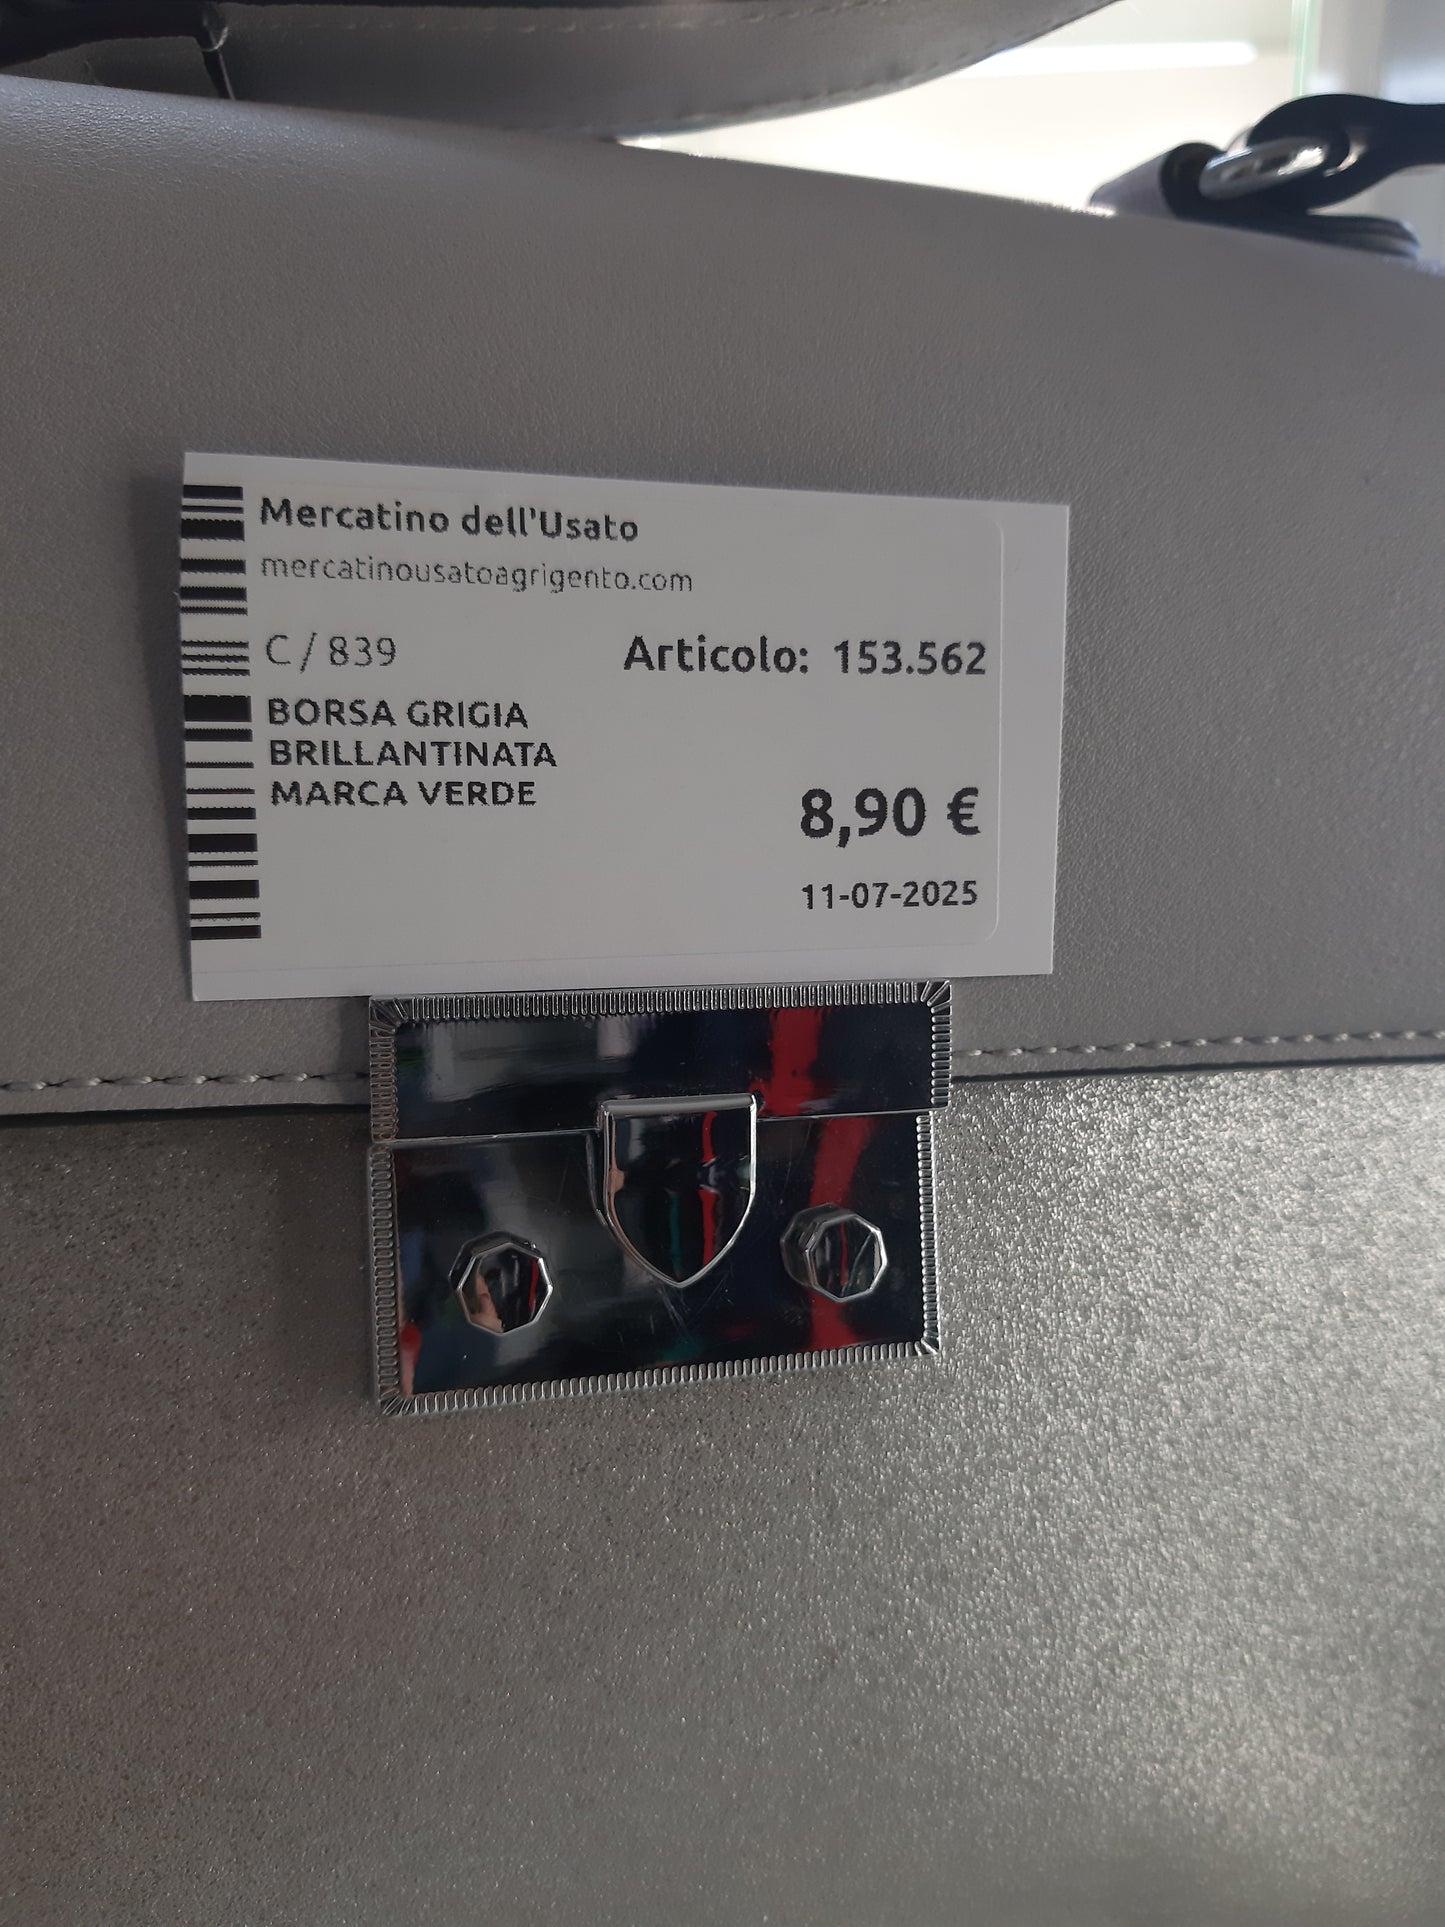 Mercatino dell'Usato
mercatinousatoagrigento.com
C / 839 Articolo: 153.562
BORSA GRIGIA
BRILLANTINATA
MARCA VERDE
8,90 €
11-07-2025